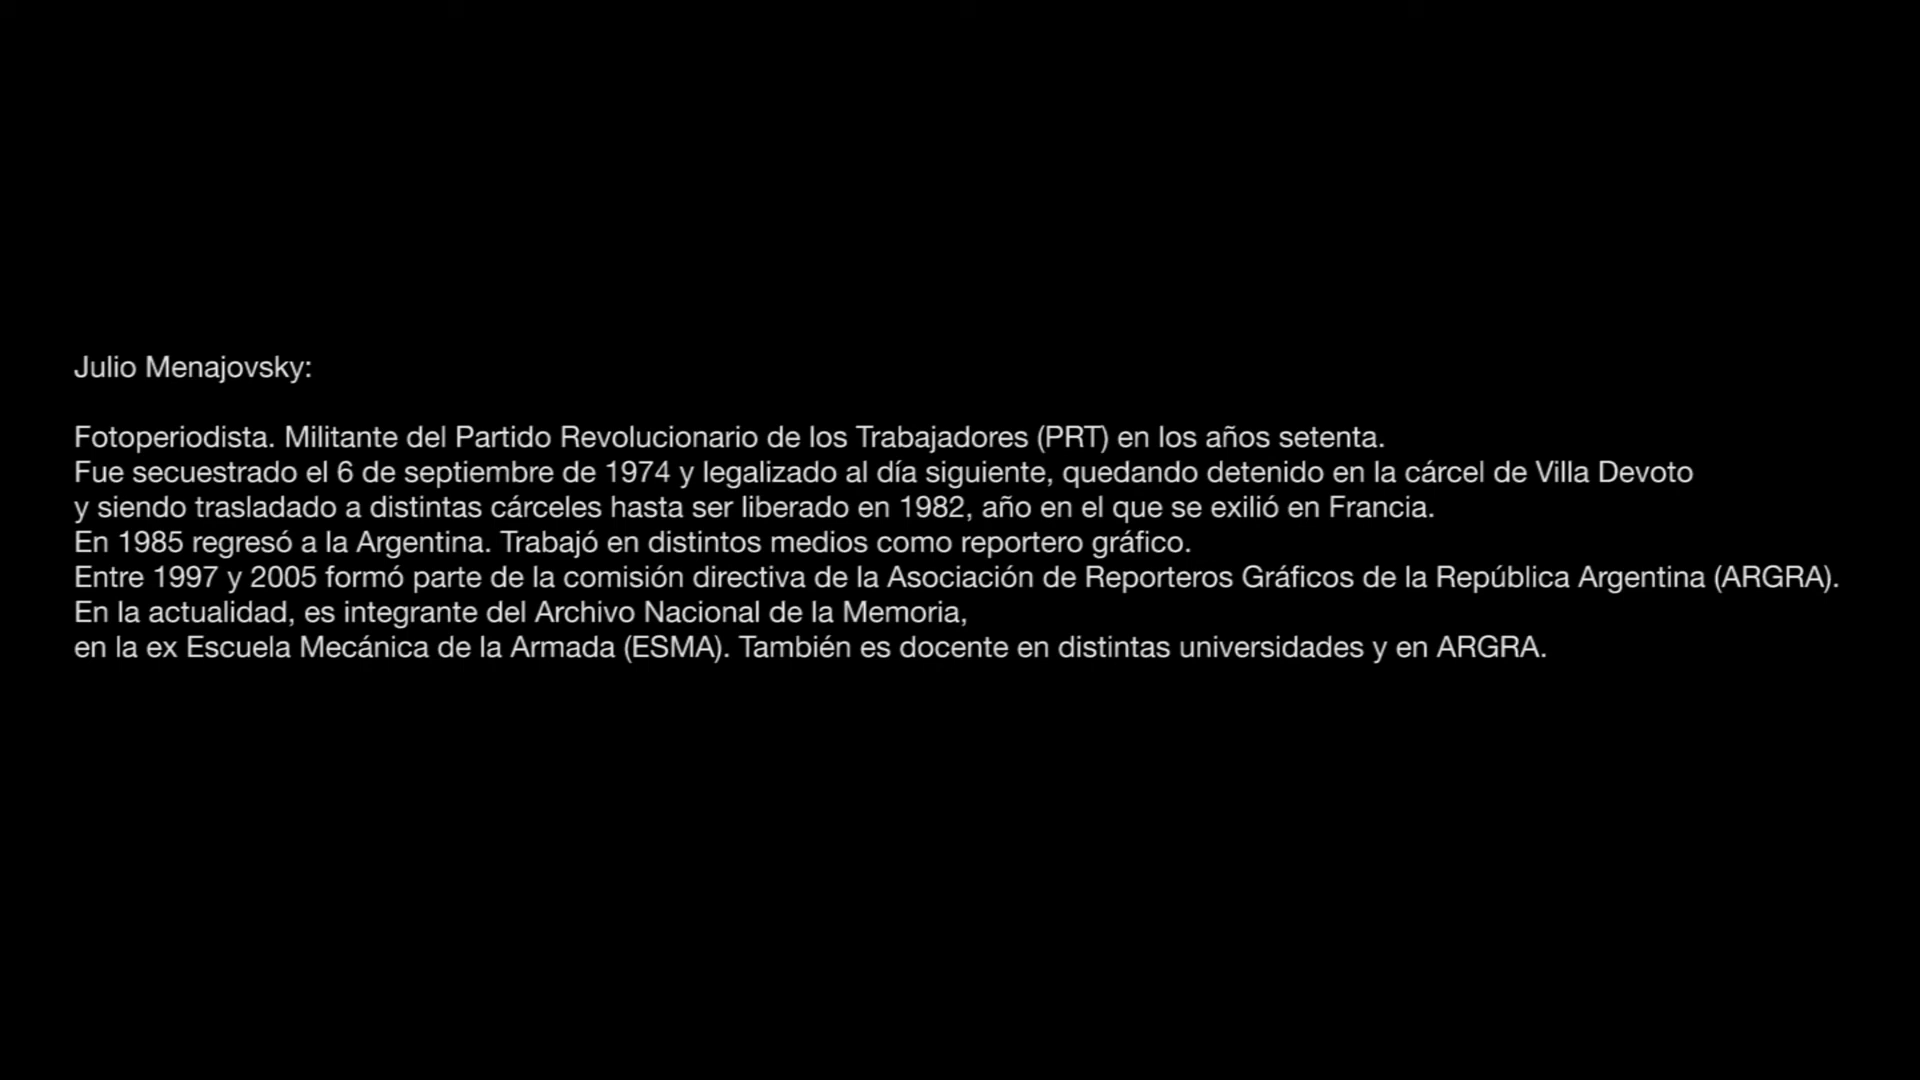 Julio Menajovsky:
Fotoperiodista. Militante del Partido Revolucionario de los Trabajadores (PRT) en los años setenta.
Fue secuestrado el 6 de septiembre de 1974 y legalizado al día siguiente, quedando detenido en la cárcel de Villa Devoto
y siendo trasladado a distintas cárceles hasta ser liberado en 1982, año en el que se exilió en Francia.
En 1985 regresó a la Argentina. Trabajó en distintos medios como reportero gráfico.
Entre 1997 y 2005 formó parte de la comisión directiva de la Asociación de Reporteros Gráficos de la República Argentina (ARGRA).
En la actualidad, es integrante del Archivo Nacional de la Memoria,
en la ex Escuela Mecánica de la Armada (ESMA). También es docente en distintas universidades y en ARGRA.